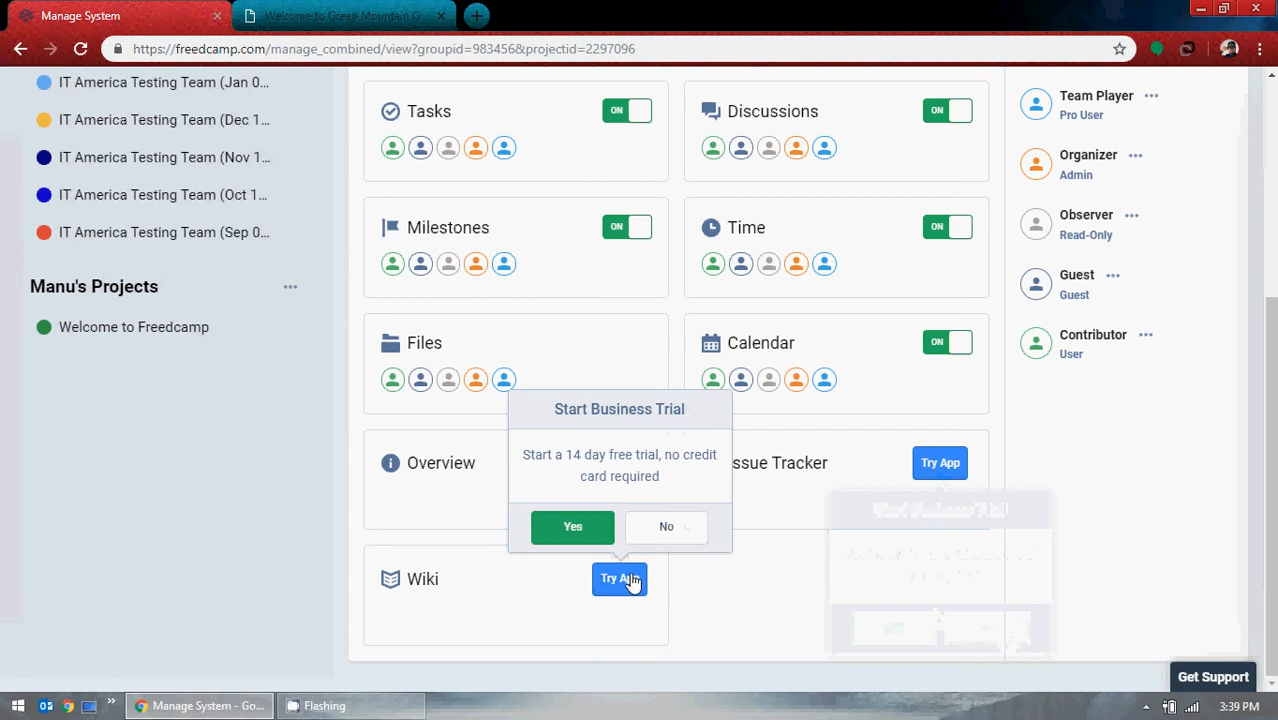 Manage System
Welcome to Green Mountain O
https://freedcamp.com/manage_combined/view?groupid=983456&projectid=2297096
IT America Testing Team (Jan 0...
IT America Testing Team (Dec 1...
IT America Testing Team (Nov 1...
IT America Testing Team (Oct 1...
IT America Testing Team (Sep 0...
Manu's Projects
Welcome to Freedcamp
Tasks
ON
Discussions
ON
Milestones
ON
Time
ON
Files
Calendar
ON
Overview
ssue Tracker
Try App
Wiki
Try Ap
Start Business Trial
Start a 14 day free trial, no credit
card required
Yes
No
Team Player
Pro User
Organizer
Admin
Observer
Read-Only
Guest
Guest
Contributor
User
Get Support
Manage System - Go...
Flashing
3:39 PM